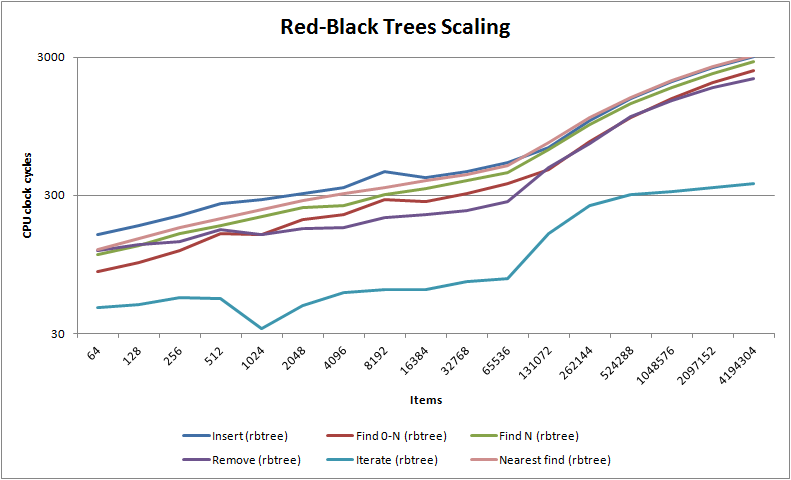 Red-Black Trees Scaling
3000
300
30
CPU clock cycles
64
128
256
512
1024
2048
4096
8192
16384
32768
65536
131072
262144
524288
1048576
2097152
4194304
Items
Insert (rbtree)
Find 0-N (rbtree)
Find N (rbtree)
Remove (rbtree)
Iterate (rbtree)
Nearest find (rbtree)